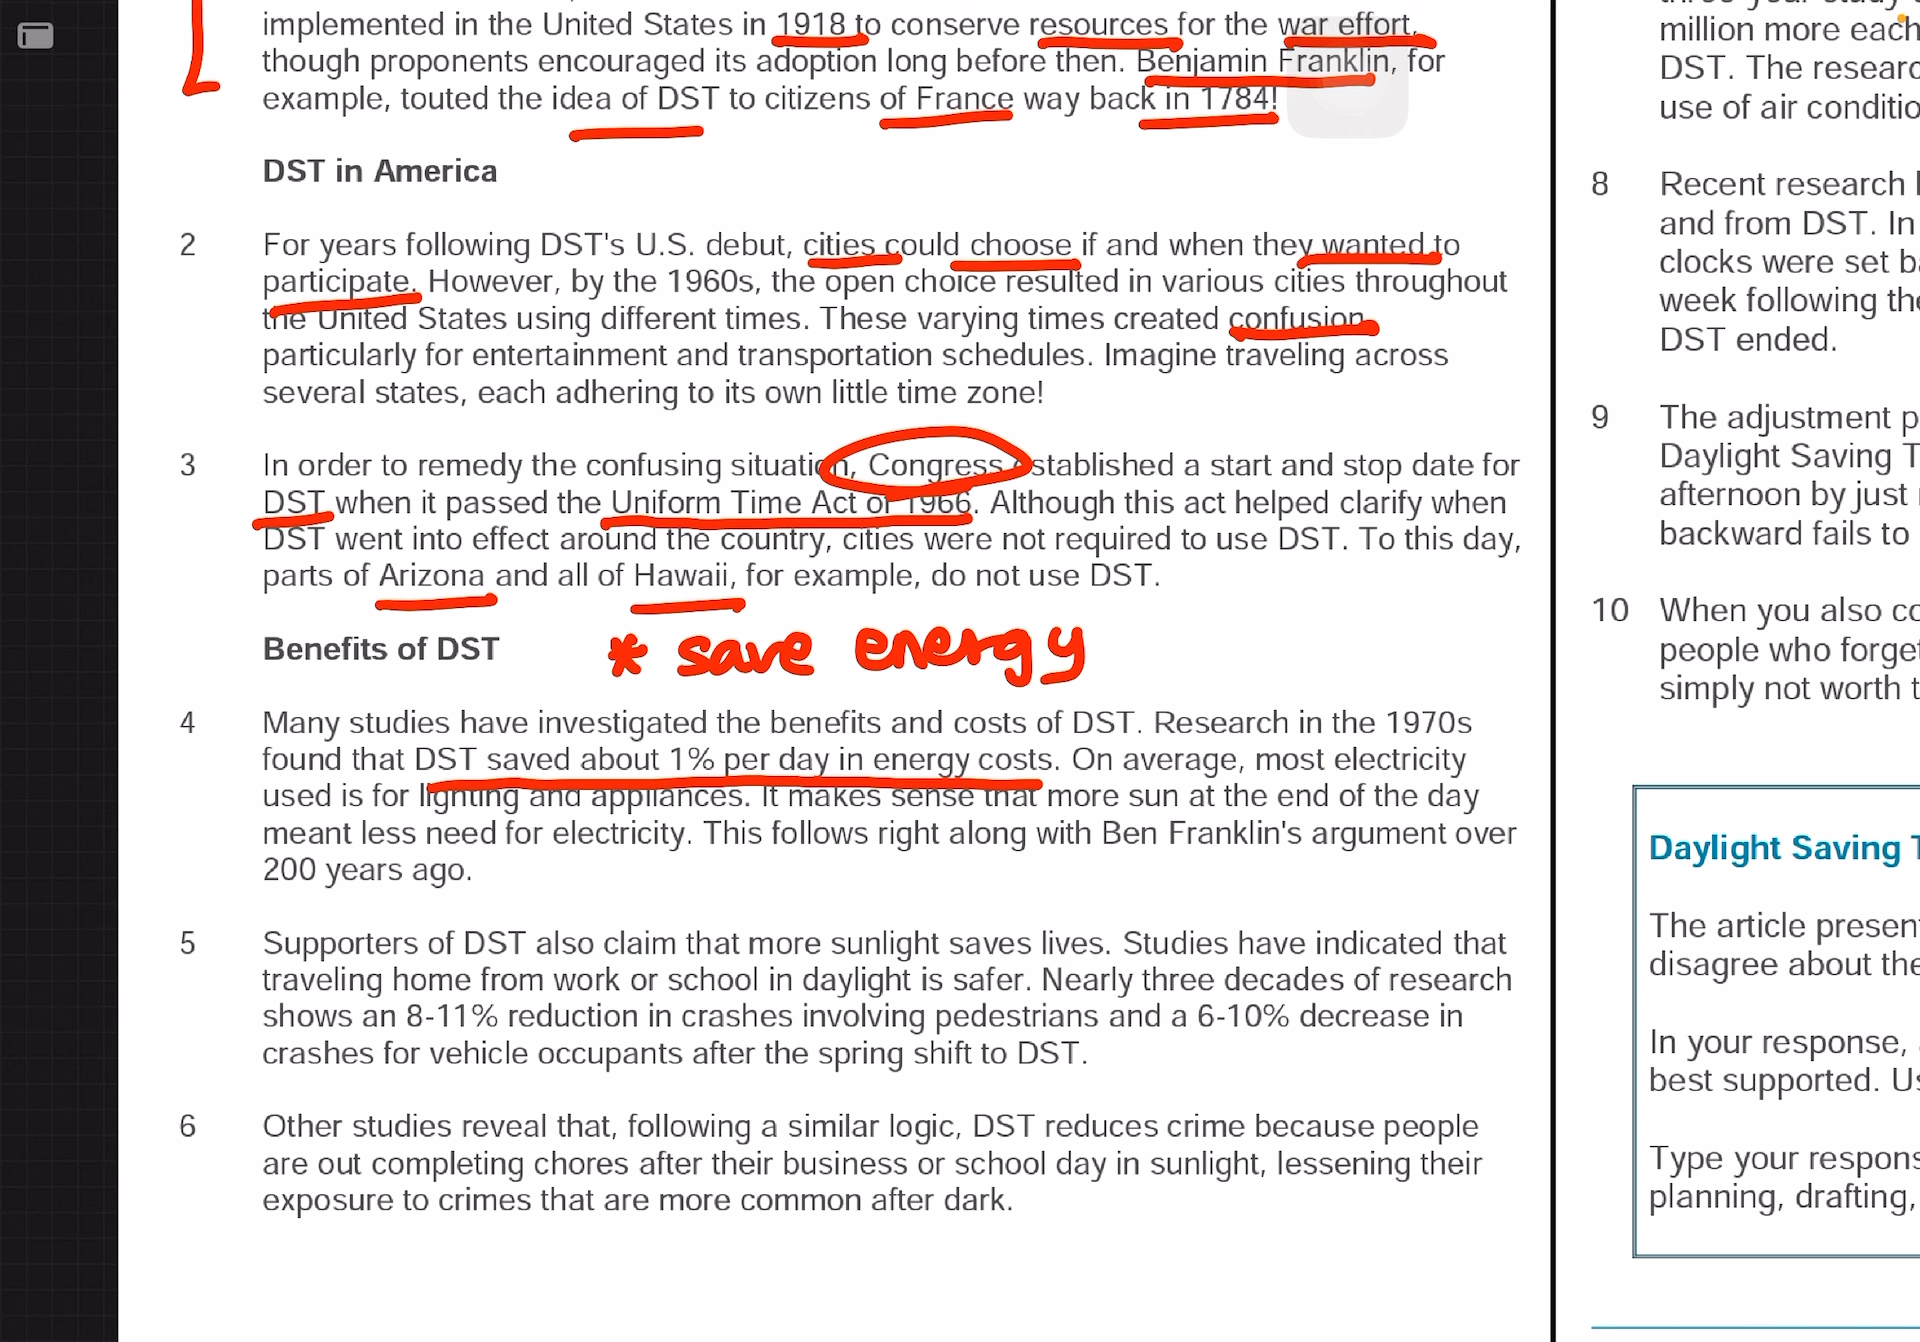 implemented in the United States in 1918 to conserve resources for the war effort,
though proponents encouraged its adoption long before then. Benjamin Franklin, for
example, touted the idea of DST to citizens of France way back in 1784!
DST in America
2 For years following DST's U.S. debut, cities could choose if and when they wanted to
participate. However, by the 1960s, the open choice resulted in various cities throughout
the United States using different times. These varying times created confusion,
particularly for entertainment and transportation schedules. Imagine traveling across
several states, each adhering to its own little time zone!
3 In order to remedy the confusing situation, Congress established a start and stop date for
DST when it passed the Uniform Time Act of 1966. Although this act helped clarify when
DST went into effect around the country, cities were not required to use DST. To this day,
parts of Arizona and all of Hawaii, for example, do not use DST.
Benefits of DST * save energy
4 Many studies have investigated the benefits and costs of DST. Research in the 1970s
found that DST saved about 1% per day in energy costs. On average, most electricity
used is for lighting and appliances. It makes sense that more sun at the end of the day
meant less need for electricity. This follows right along with Ben Franklin's argument over
200 years ago.
5 Supporters of DST also claim that more sunlight saves lives. Studies have indicated that
traveling home from work or school in daylight is safer. Nearly three decades of research
shows an 8-11% reduction in crashes involving pedestrians and a 6-10% decrease in
crashes for vehicle occupants after the spring shift to DST.
6 Other studies reveal that, following a similar logic, DST reduces crime because people
are out completing chores after their business or school day in sunlight, lessening their
exposure to crimes that are more common after dark.
million more each
DST. The researc
use of air conditio
8 Recent research
and from DST. In
clocks were set ba
week following the
DST ended.
9 The adjustment p
Daylight Saving T
afternoon by just
backward fails to
10 When you also co
people who forget
simply not worth t
Daylight Saving T
The article present
disagree about the
In your response,
best supported. Us
Type your respons
planning, drafting,